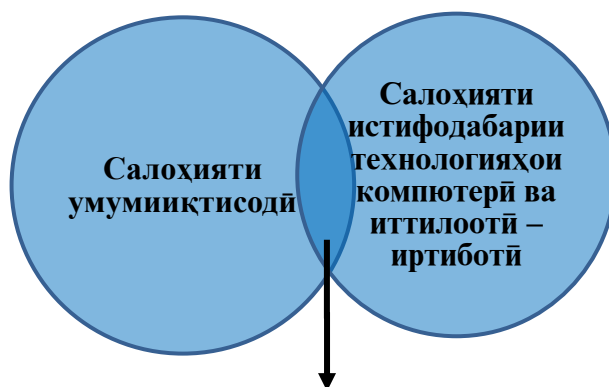 Салоҳияти
умумииқтисодӣ
Салоҳияти
истифодабарии
технологияҳои
компютерӣ ва
иттилоотӣ –
иртиботӣ